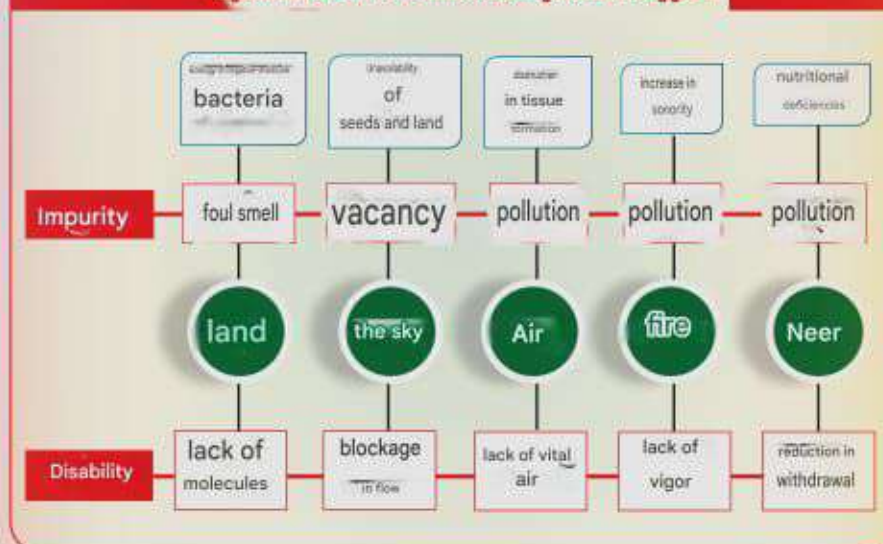 bacteria
of
seeds and land
in tissue
formation
increase in
sonority
nutritional
deficiencies
Impurity
foul smell
vacancy
pollution
pollution
pollution
land
the sky
Air
fire
Neer
Disability
lack of
molecules
blockage
in flow
lack of vital
air
lack of
vigor
reduction in
withdrawal